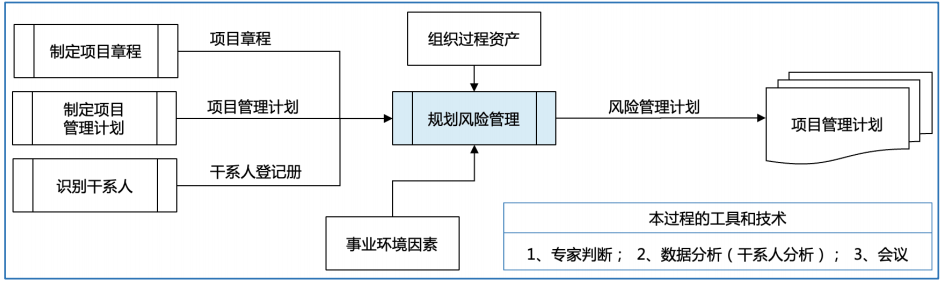 制定项目章程
项目章程
组织过程资产
制定项目
管理计划
项目管理计划
规划风险管理
风险管理计划
项目管理计划
识别干系人
干系人登记册
事业环境因素
本过程的工具和技术
1、专家判断； 2、数据分析（干系人分析）； 3、会议